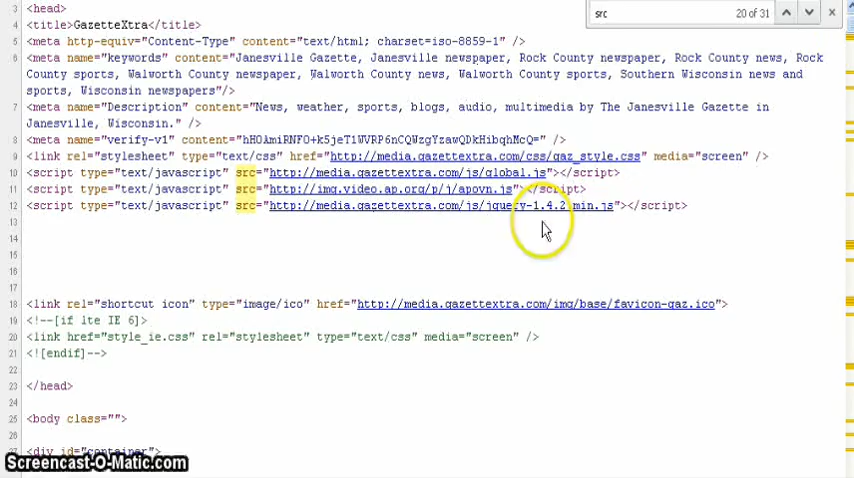 src 20 of 31
3 <head>
4 <title>GazetteXtra</title>
5 <meta http-equiv="Content-Type" content="text/html; charset=iso-8859-1" />
6 <meta name="keywords" content="Janesville Gazette, Janesville newspaper, Rock County newspaper, Rock County news, Rock
County sports, Walworth County newspaper, Walworth County news, Walworth County sports, Southern Wisconsin news and
sports, Wisconsin newspapers"/>
7 <meta name="Description" content="News, weather, sports, blogs, audio, multimedia by The Janesville Gazette in
Janesville, Wisconsin." />
8 <meta name="verify-v1" content="hHOAmiRNFO+k5jeT1WVRP6nCQWzgYzawQDkHibqhMcQ=" />
9 <link rel="stylesheet" type="text/css" href="http://media.gazettextra.com/css/gaz_style.css" media="screen" />
10 <script type="text/javascript" src="http://media.gazettextra.com/js/global.js"></script>
11 <script type="text/javascript" src="http://img.video.ap.org/p/j/apovn.js"></script>
12 <script type="text/javascript" src="http://media.gazettextra.com/js/jquery-1.4.2.min.js"></script>
13
14
15
18 <link rel="shortcut icon" type="image/ico" href="http://media.gazettextra.com/img/base/favicon-gaz.ico">
19 <!--[if lte IE 6]>
20 <link href="style_ie.css" rel="stylesheet" type="text/css" media="screen" />
21 <![endif]-->
22
23 </head>
24
25 <body class="">
26
27 <div id="container">
Screencast-O-Matic.com